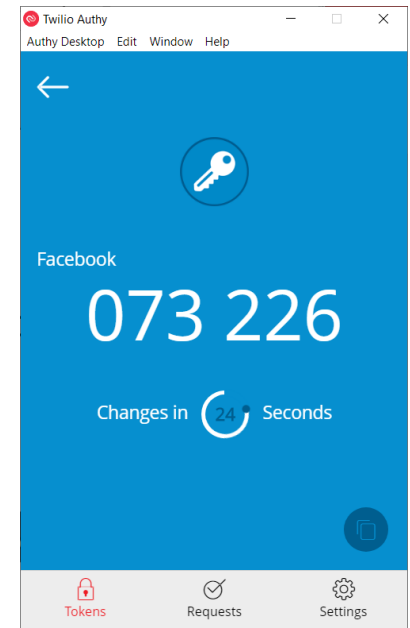 Twilio Authy
Authy Desktop Edit Window Help
Facebook
073 226
Changes in 24 Seconds
Tokens Requests Settings